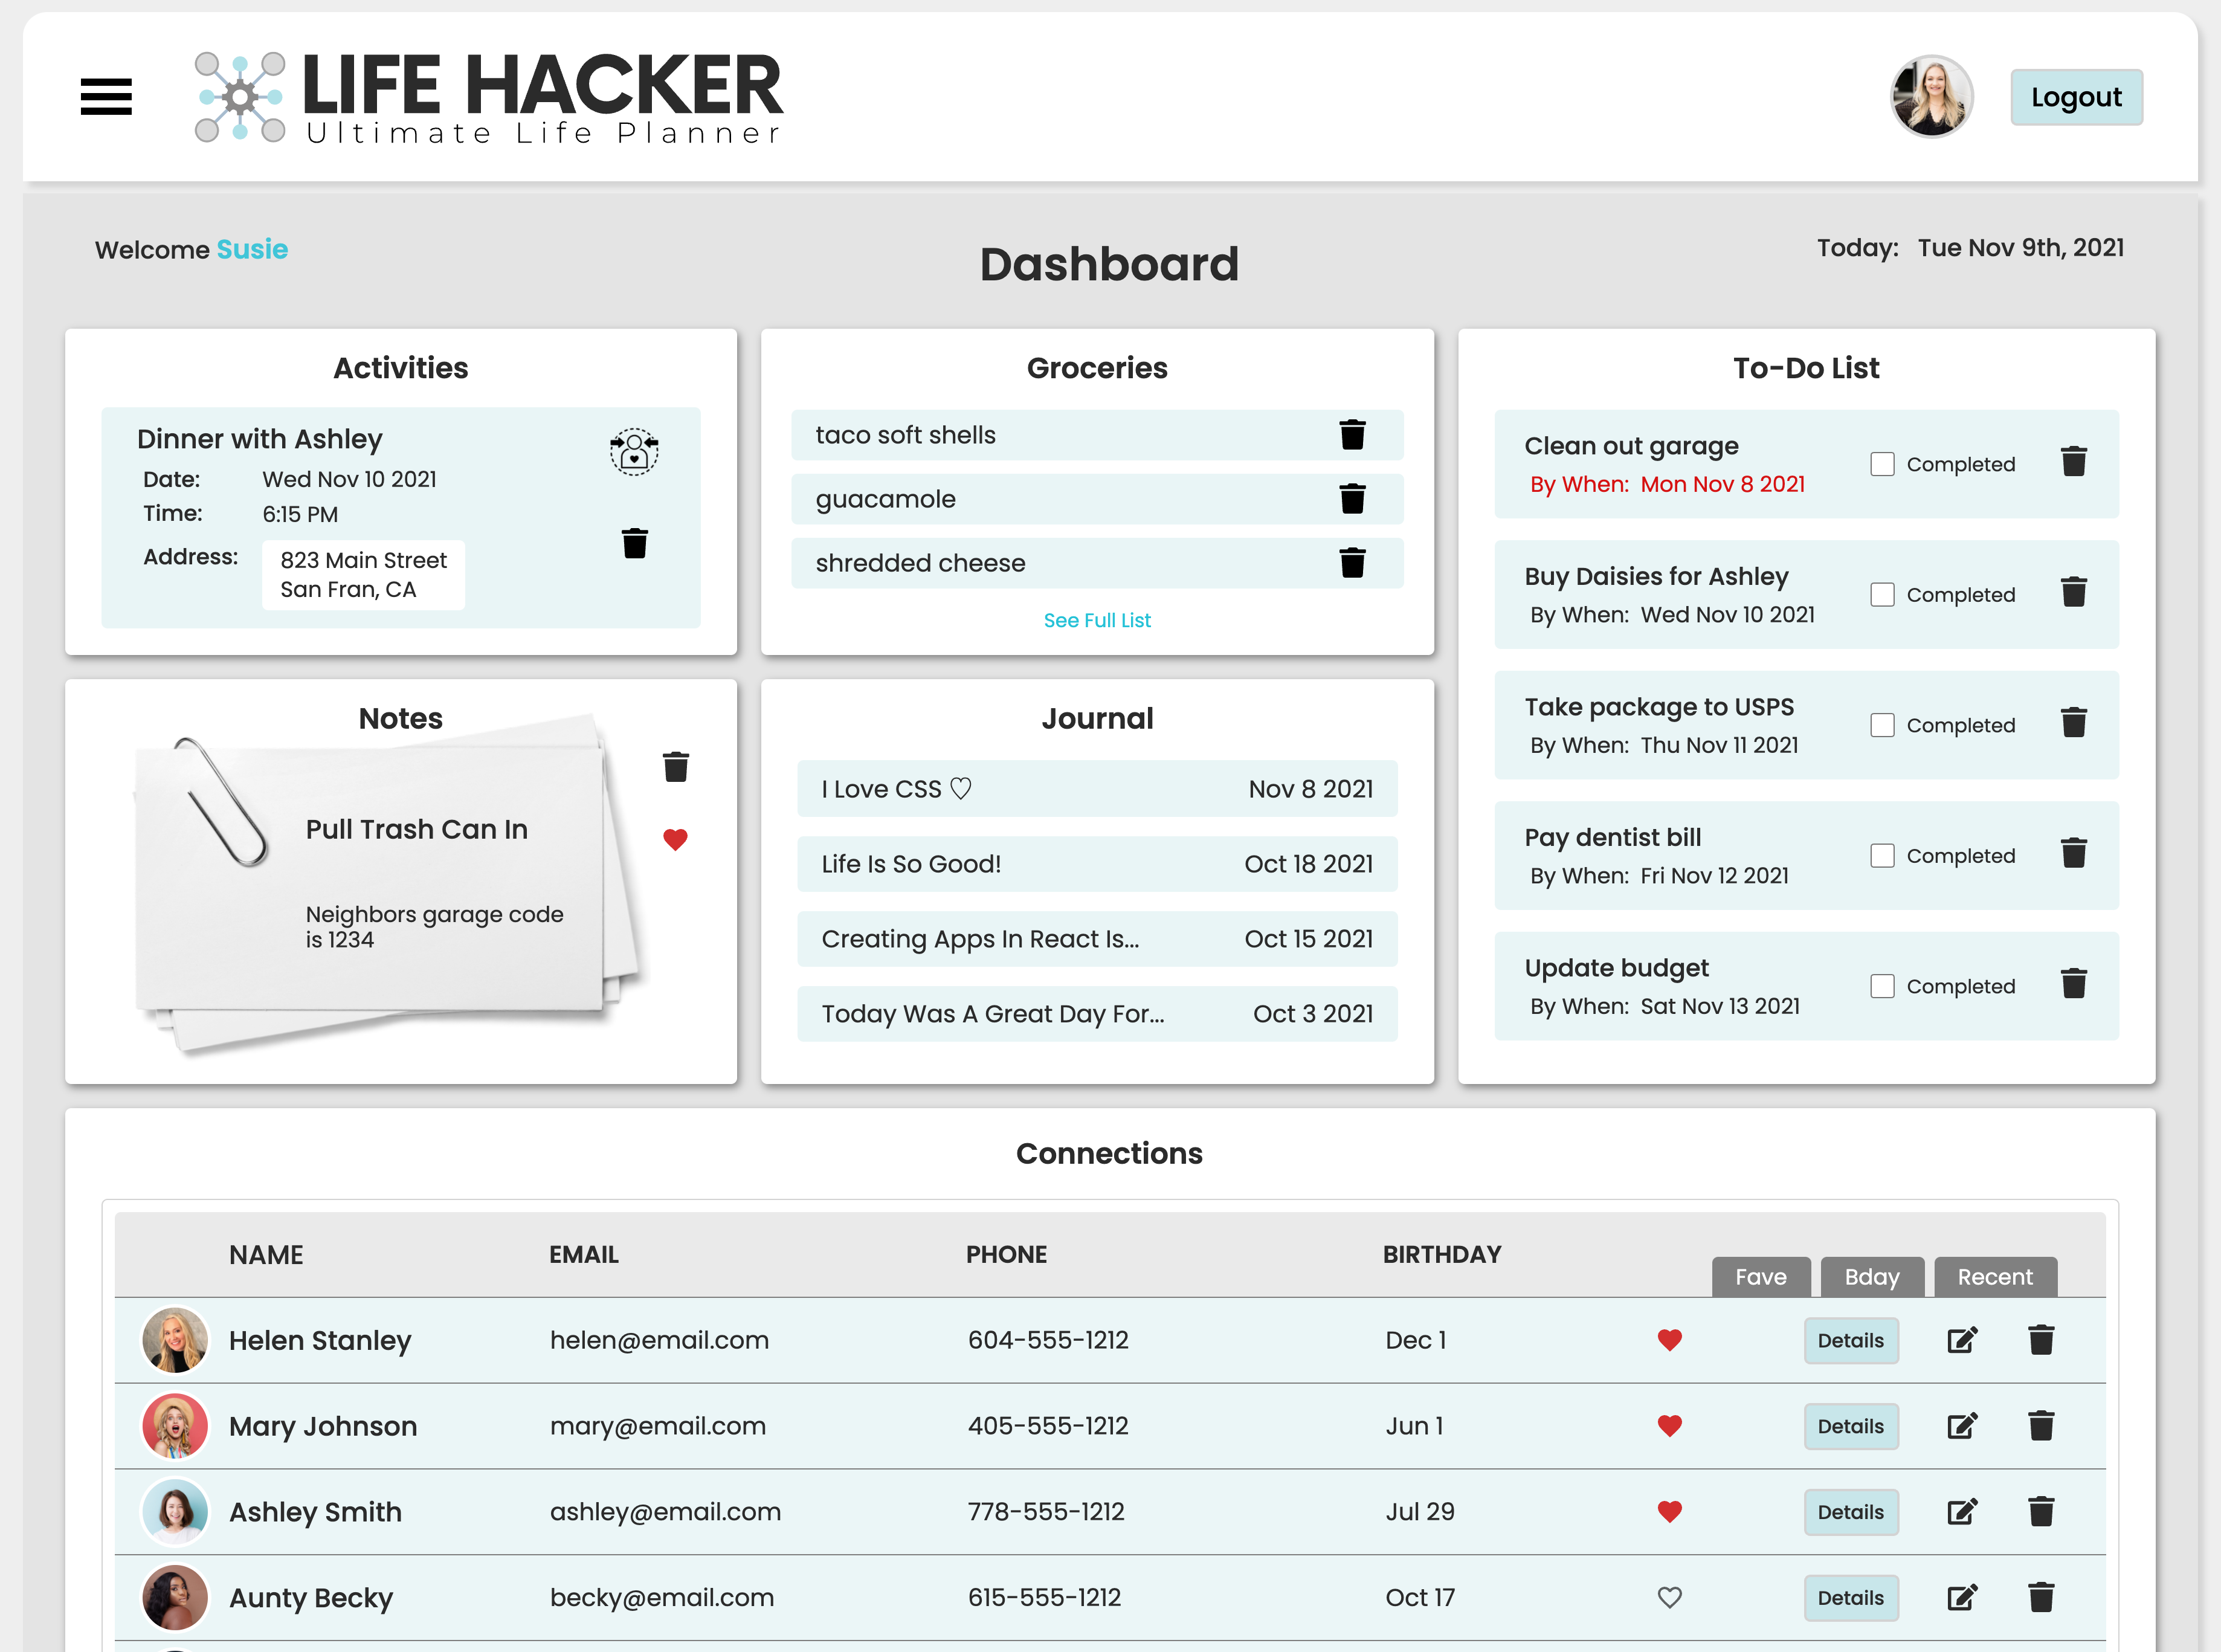 LIFE HACKER
Ultimate Life Planner
Logout
Welcome Susie
Dashboard
Today: Tue Nov 9th, 2021
Activities
Dinner with Ashley
Date: Wed Nov 10 2021
Time: 6:15 PM
Address: 823 Main Street
San Fran, CA
Groceries
taco soft shells
guacamole
shredded cheese
See Full List
To-Do List
Clean out garage
By When: Mon Nov 8 2021
Completed
Buy Daisies for Ashley
By When: Wed Nov 10 2021
Completed
Take package to USPS
By When: Thu Nov 11 2021
Completed
Pay dentist bill
By When: Fri Nov 12 2021
Completed
Update budget
By When: Sat Nov 13 2021
Completed
Notes
Pull Trash Can In
Neighbors garage code
is 1234
Journal
I Love CSS ♡ Nov 8 2021
Life Is So Good! Oct 18 2021
Creating Apps In React Is... Oct 15 2021
Today Was A Great Day For... Oct 3 2021
Connections
NAME EMAIL PHONE BIRTHDAY
Fave Bday Recent
Helen Stanley helen@email.com 604-555-1212 Dec 1 Details
Mary Johnson mary@email.com 405-555-1212 Jun 1 Details
Ashley Smith ashley@email.com 778-555-1212 Jul 29 Details
Aunty Becky becky@email.com 615-555-1212 Oct 17 Details